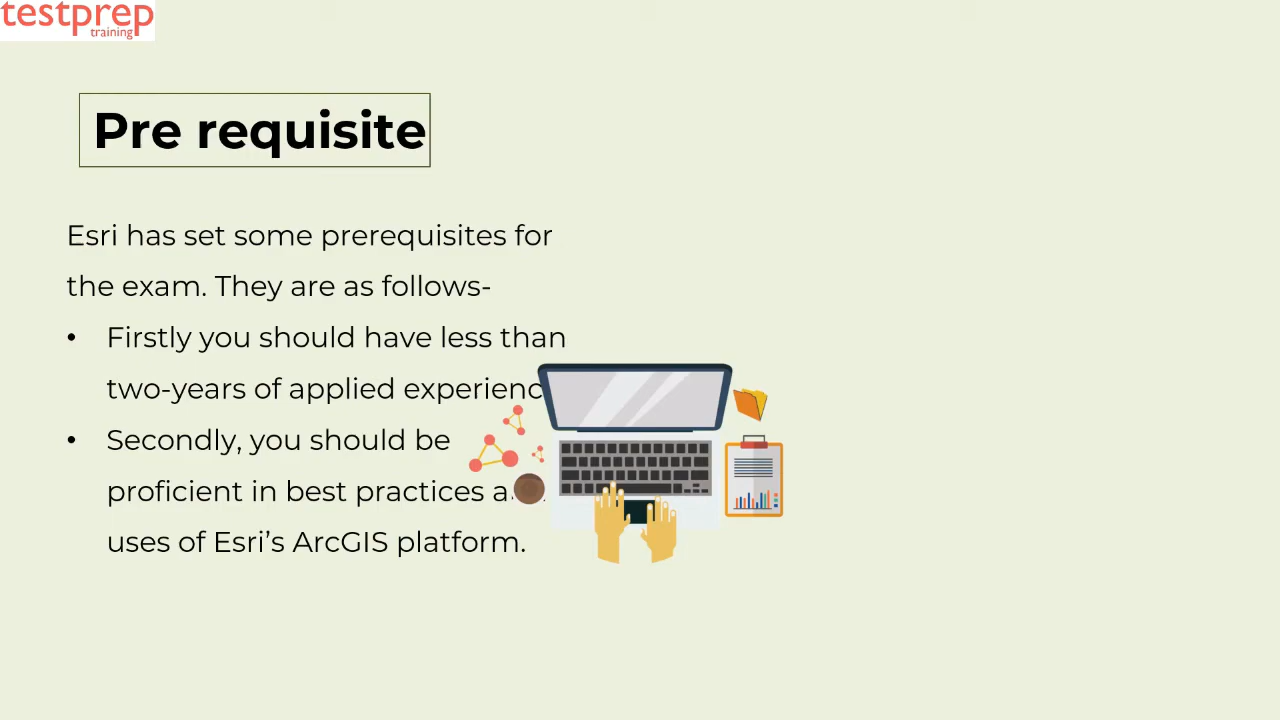 testprep
training
Pre requisite
Esri has set some prerequisites for
the exam. They are as follows-
• Firstly you should have less than
two-years of applied experienc
• Secondly, you should be
proficient in best practices a
uses of Esri's ArcGIS platform.